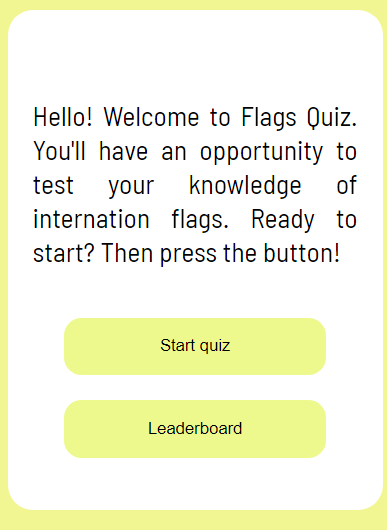 Hello! Welcome to Flags Quiz.
You'll have an opportunity to
test your knowledge of
internation flags. Ready to
start? Then press the button!
Start quiz
Leaderboard